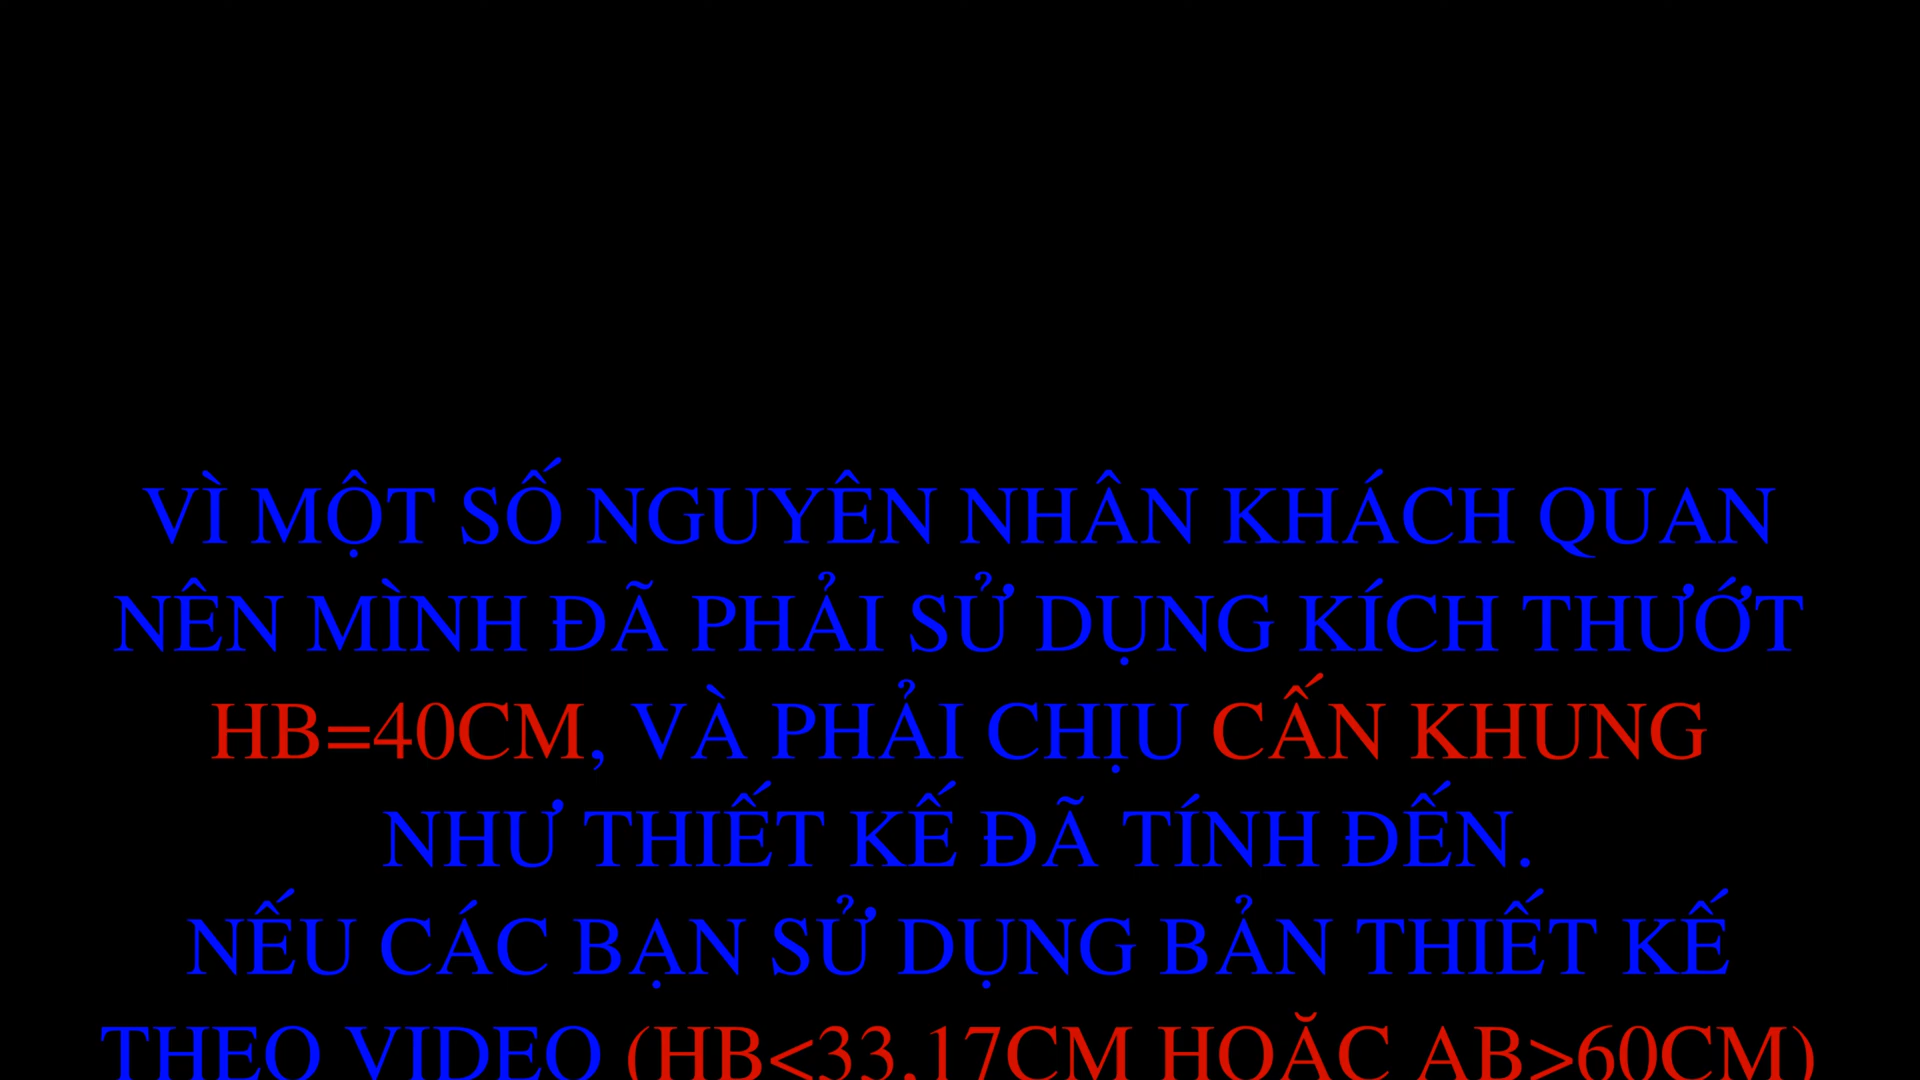 VÌ MỘT SỐ NGUYÊN NHÂN KHÁCH QUAN
NÊN MÌNH ĐÃ PHẢI SỬ DỤNG KÍCH THƯỚT
HB=40CM, VÀ PHẢI CHỊU CẤN KHUNG
NHƯ THIẾT KẾ ĐÃ TÍNH ĐẾN.
NẾU CÁC BẠN SỬ DỤNG BẢN THIẾT KẾ
THEO VIDEO (HB<33,17CM HOẶC AB>60CM)